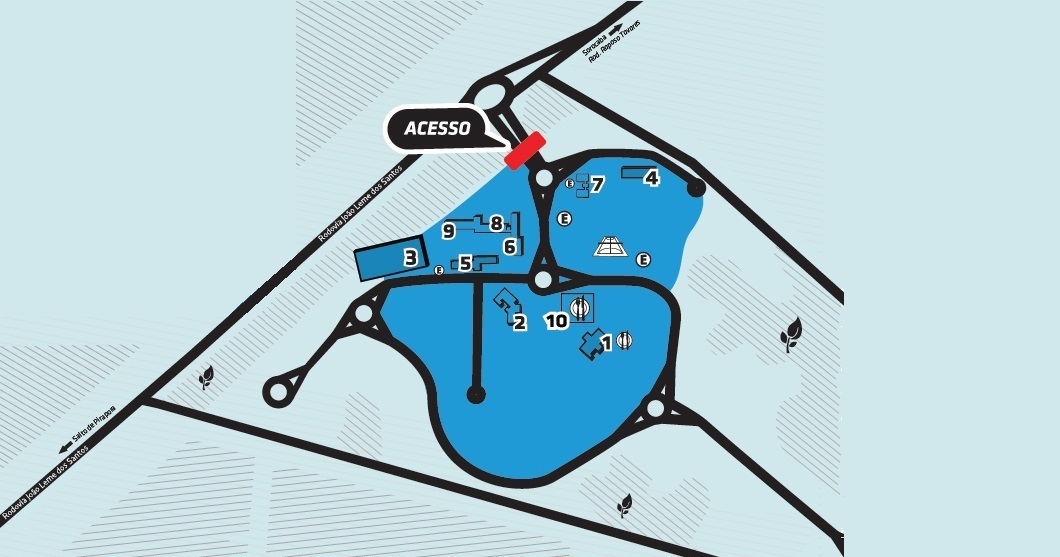 Sorocaba
Rod. Raposo Tavares
ACESSO
Rodovia João Leme dos Santos
E
7
4
9
8
E
6
3
5
E
E
2
10
1
Salto de Pirapora
Rodovia João Leme dos Santos